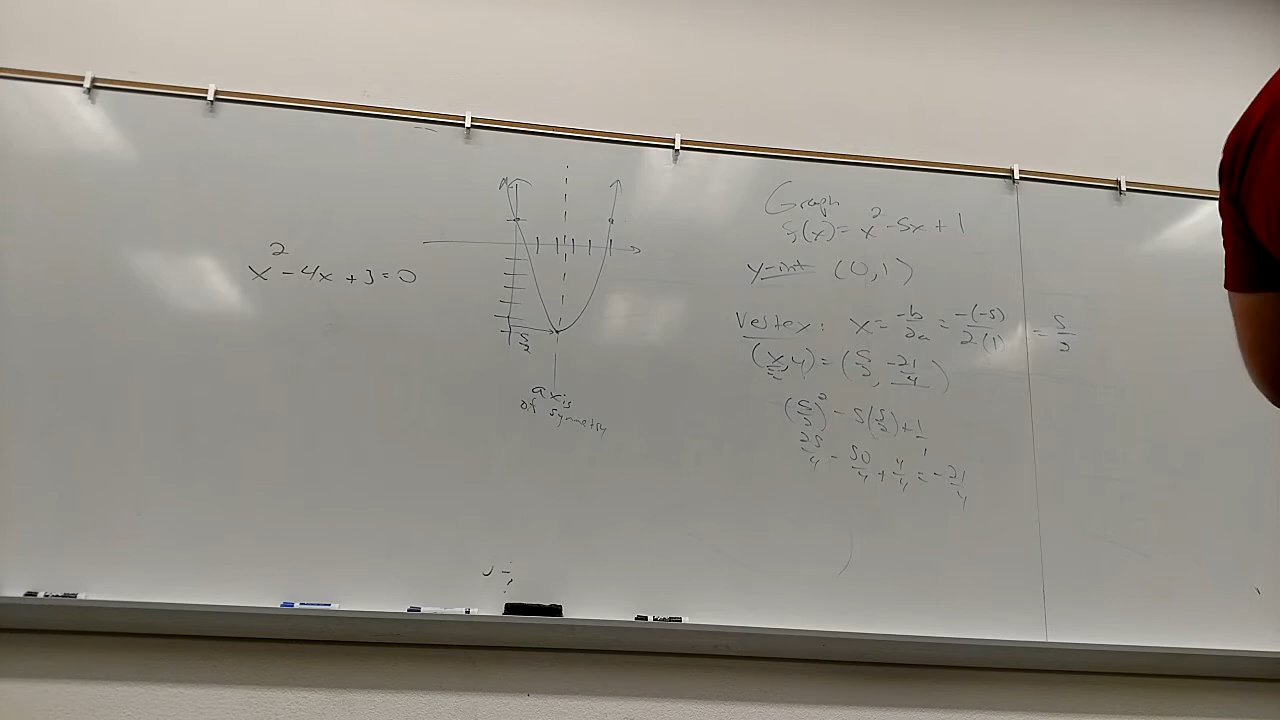 x² - 4x + 3 = 0
5/2
axis
of symmetry
Graph
f(x) = x² - 5x + 1
y-int (0,1)
Vertex: x = -b/2a = -(-5)/2(1) = 5/2
(x,y) = (5/2, -21/4)
(5/2)² - 5(5/2) + 1/1
25/4 - 50/4 + 4/4 = -21/4